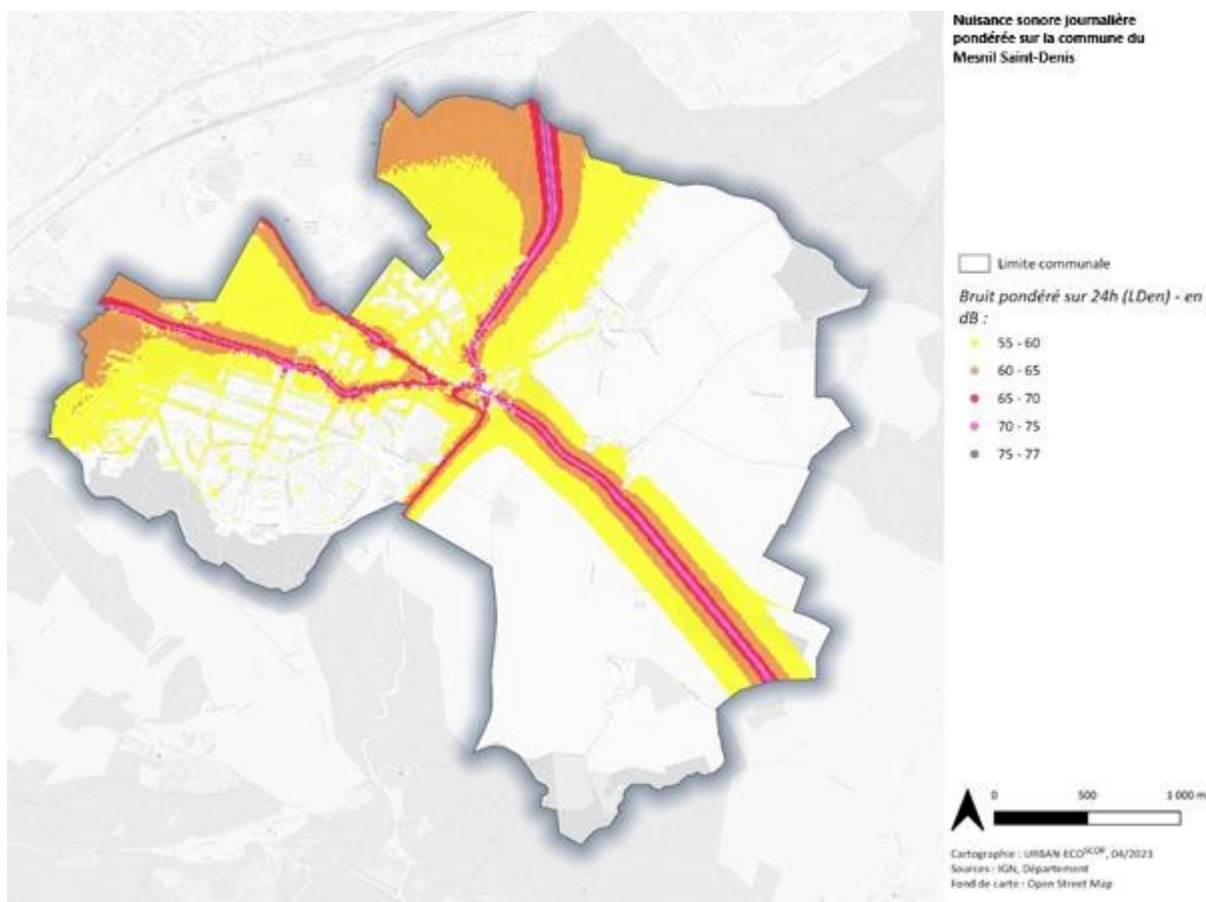 Nuisance sonore journalière
pondérée sur la commune du
Mesnil Saint-Denis
Limite communale
Bruit pondéré sur 24h (LDen) - en
dB :
55 - 60
60 - 65
65 - 70
70 - 75
75 - 77
0 500 1 000 m
Cartographie : URBAN-ECO SCOP, 04/2023
Sources : IGN, Département
Fond de carte : Open Street Map